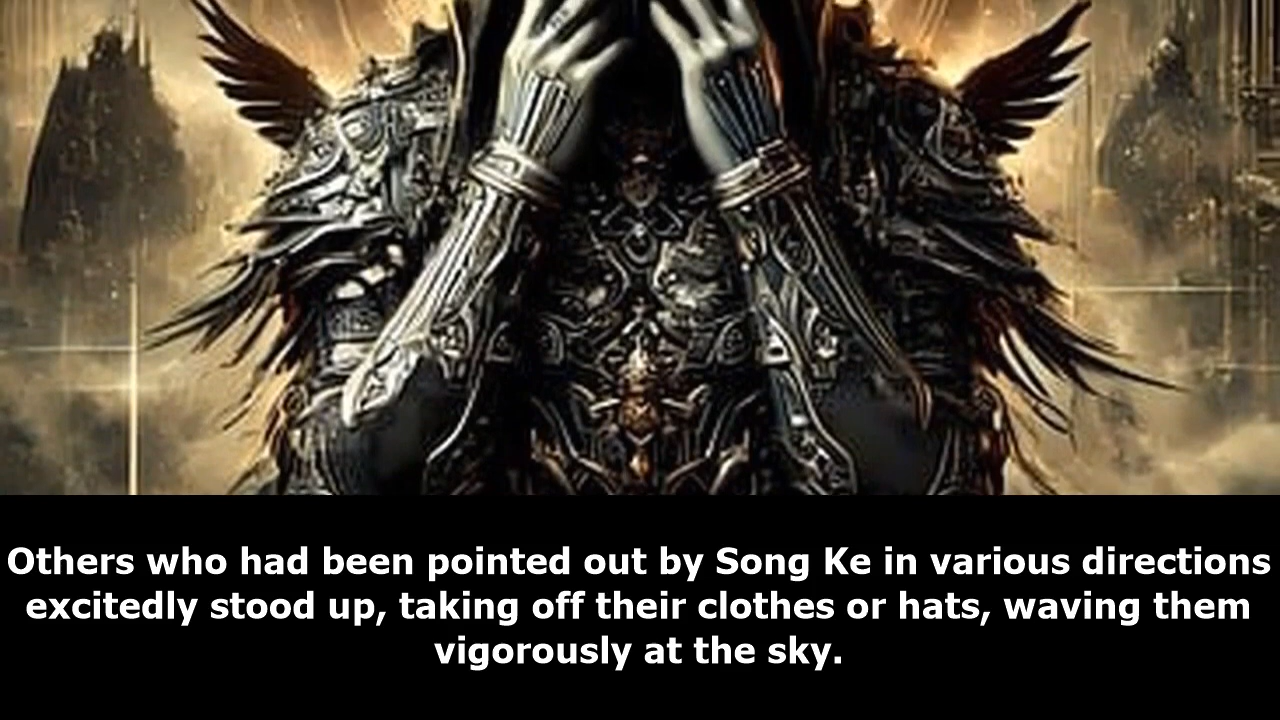 Others who had been pointed out by Song Ke in various directions
excitedly stood up, taking off their clothes or hats, waving them
vigorously at the sky.